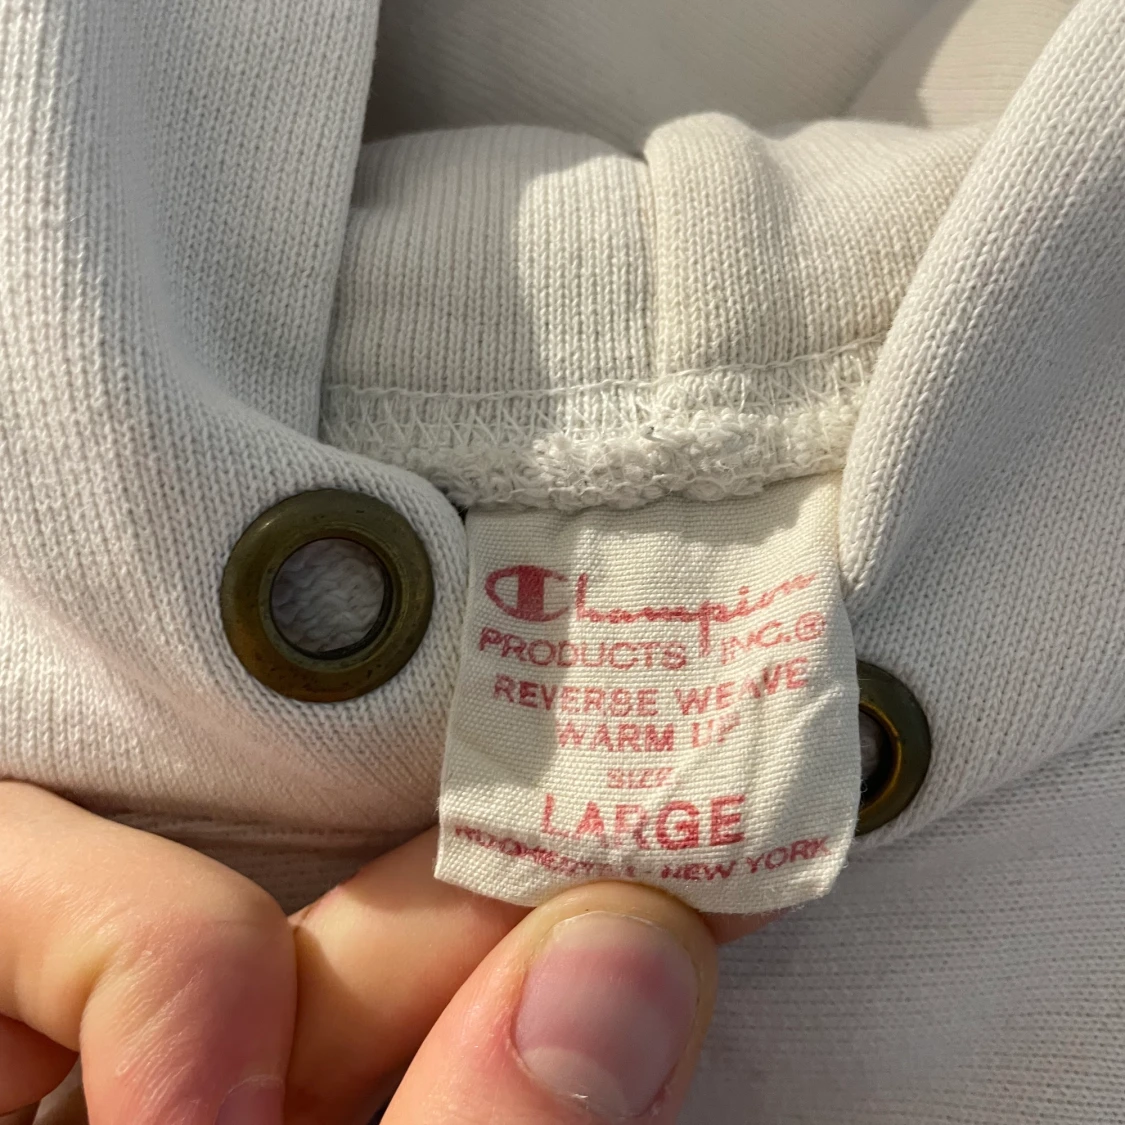 Champion
PRODUCTS INC.®
REVERSE WEAVE
WARM UP
SIZE
LARGE
NEW YORK